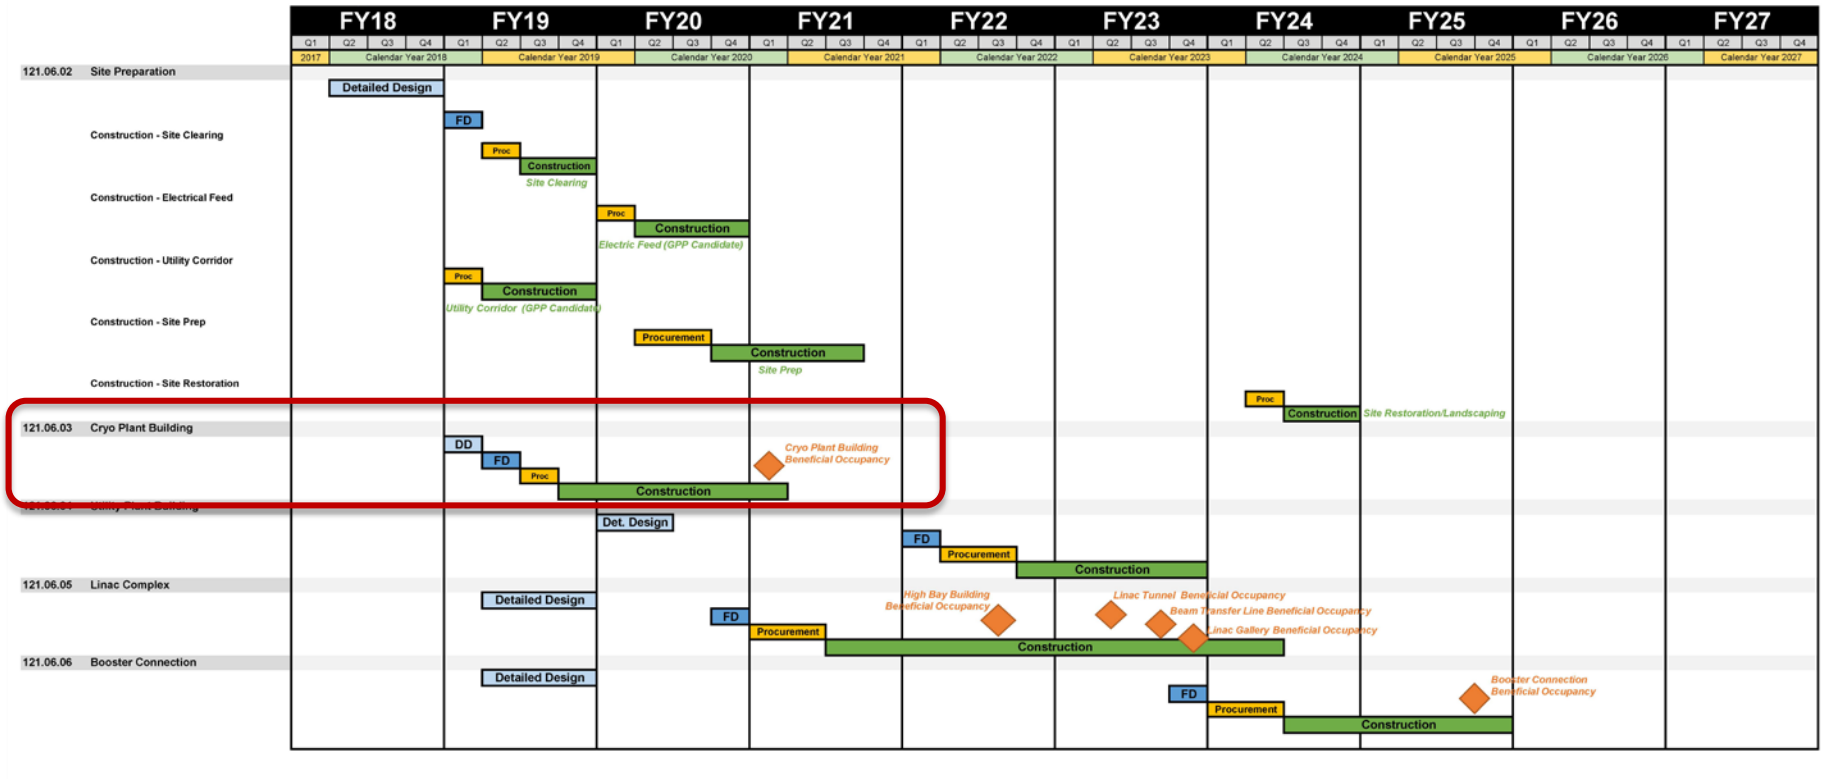 FY18 FY19 FY20 FY21 FY22 FY23 FY24 FY25 FY26 FY27
Q1 Q2 Q3 Q4 Q1 Q2 Q3 Q4 Q1 Q2 Q3 Q4 Q1 Q2 Q3 Q4 Q1 Q2 Q3 Q4 Q1 Q2 Q3 Q4 Q1 Q2 Q3 Q4 Q1 Q2 Q3 Q4 Q1 Q2 Q3 Q4 Q1 Q2 Q3 Q4
2017 Calendar Year 2018 Calendar Year 2019 Calendar Year 2020 Calendar Year 2021 Calendar Year 2022 Calendar Year 2023 Calendar Year 2024 Calendar Year 2025 Calendar Year 2026 Calendar Year 2027
121.06.02 Site Preparation
Detailed Design
FD
Construction - Site Clearing
Proc
Construction
Site Clearing
Construction - Electrical Feed
Proc
Construction
Electric Feed (GPP Candidate)
Construction - Utility Corridor
Proc
Construction
Utility Corridor (GPP Candidate)
Construction - Site Prep
Procurement
Construction
Site Prep
Construction - Site Restoration
Proc
Construction Site Restoration/Landscaping
121.06.03 Cryo Plant Building
DD
Cryo Plant Building
Beneficial Occupancy
FD
Proc
Construction
Utility Plant Building
Det. Design
FD
Procurement
Construction
121.06.05 Linac Complex
Detailed Design
High Bay Building
Beneficial Occupancy
Linac Tunnel Beneficial Occupancy
Beam Transfer Line Beneficial Occupancy
FD
Procurement
Linac Gallery Beneficial Occupancy
Construction
121.06.06 Booster Connection
Detailed Design
Booster Connection
Beneficial Occupancy
FD
Procurement
Construction